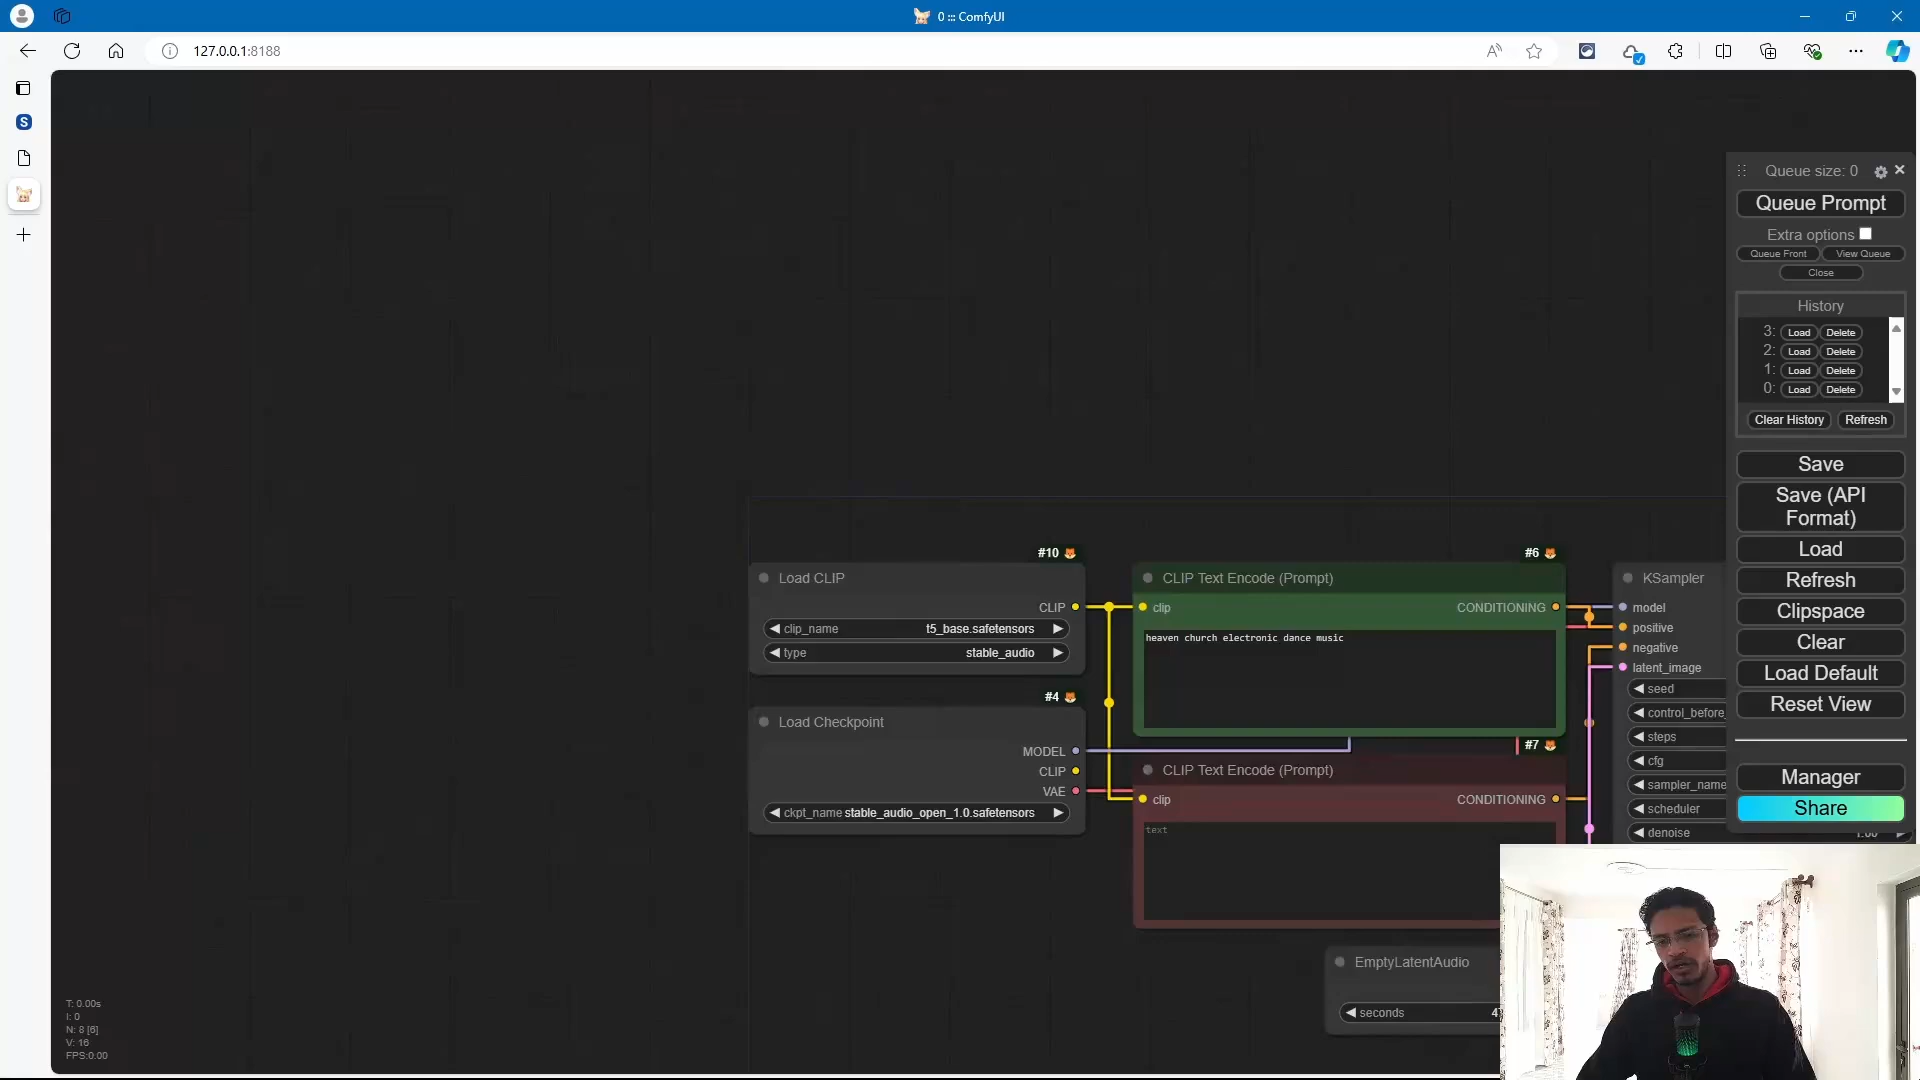 0 ::: ComfyUI
127.0.0.1:8188
Queue size: 0
Queue Prompt
Extra options
Queue Front
View Queue
Close
History
3: Load Delete
2: Load Delete
1: Load Delete
0: Load Delete
Clear History
Refresh
Save
Save (API
Format)
Load
Refresh
Clipspace
Clear
Load Default
Reset View
Manager
Share
#10
Load CLIP
CLIP
clip_name t5_base.safetensors
type stable_audio
#4
Load Checkpoint
MODEL
CLIP
VAE
ckpt_name stable_audio_open_1.0.safetensors
#6
CLIP Text Encode (Prompt)
clip CONDITIONING
heaven church electronic dance music
#7
CLIP Text Encode (Prompt)
clip CONDITIONING
text
EmptyLatentAudio
seconds 4
KSampler
model
positive
negative
latent_image
seed
control_before_
steps
cfg
sampler_name
scheduler
denoise 1.00
T: 0.00s
I: 0
N: 8 [6]
V: 16
FPS:0.00
S